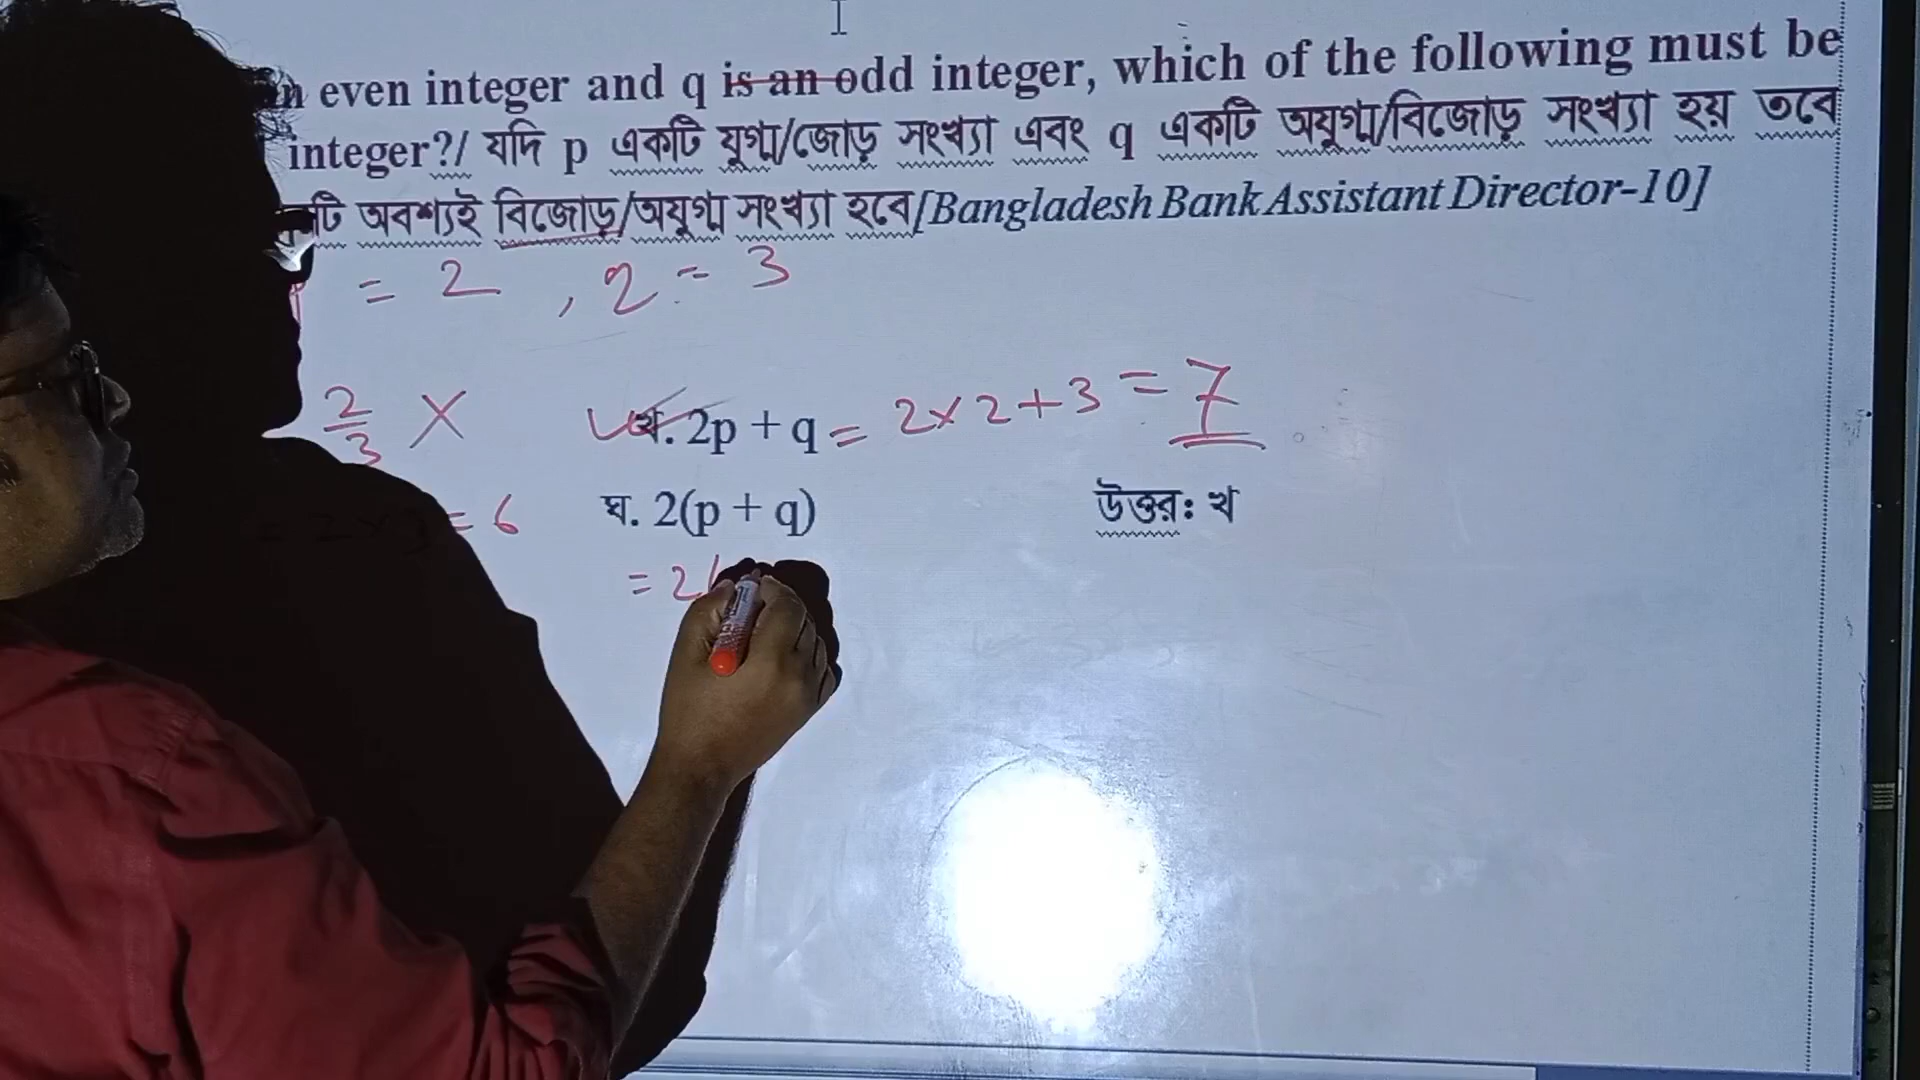 n even integer and q is an odd integer, which of the following must be
integer?/ যদি p একটি যুগ্ম/জোড় সংখ্যা এবং q একটি অযুগ্ম/বিজোড় সংখ্যা হয় তবে
টি অবশ্যই বিজোড়/অযুগ্ম সংখ্যা হবে[Bangladesh Bank Assistant Director-10]
= 2 , q = 3
2/3 × খ. 2p + q = 2×2+3 = 7
= 6 ঘ. 2(p + q) উত্তর: খ
= 2(